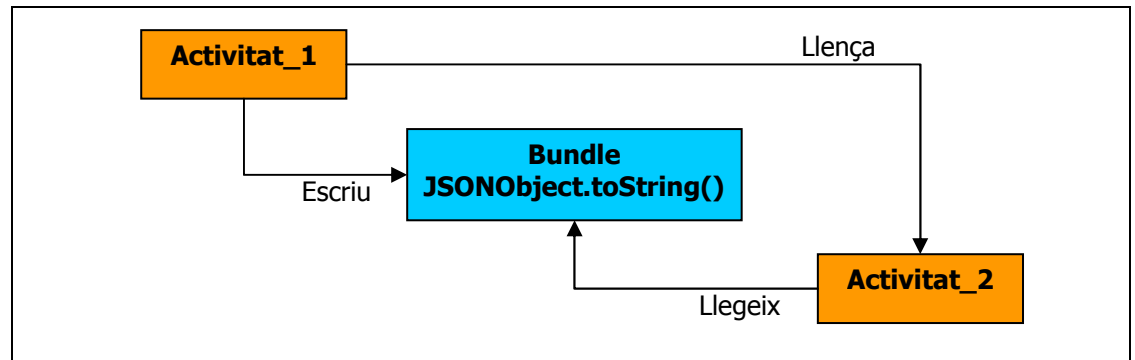 Activitat_1
Llença
Bundle
JSONObject.toString()
Escriu
Activitat_2
Llegeix